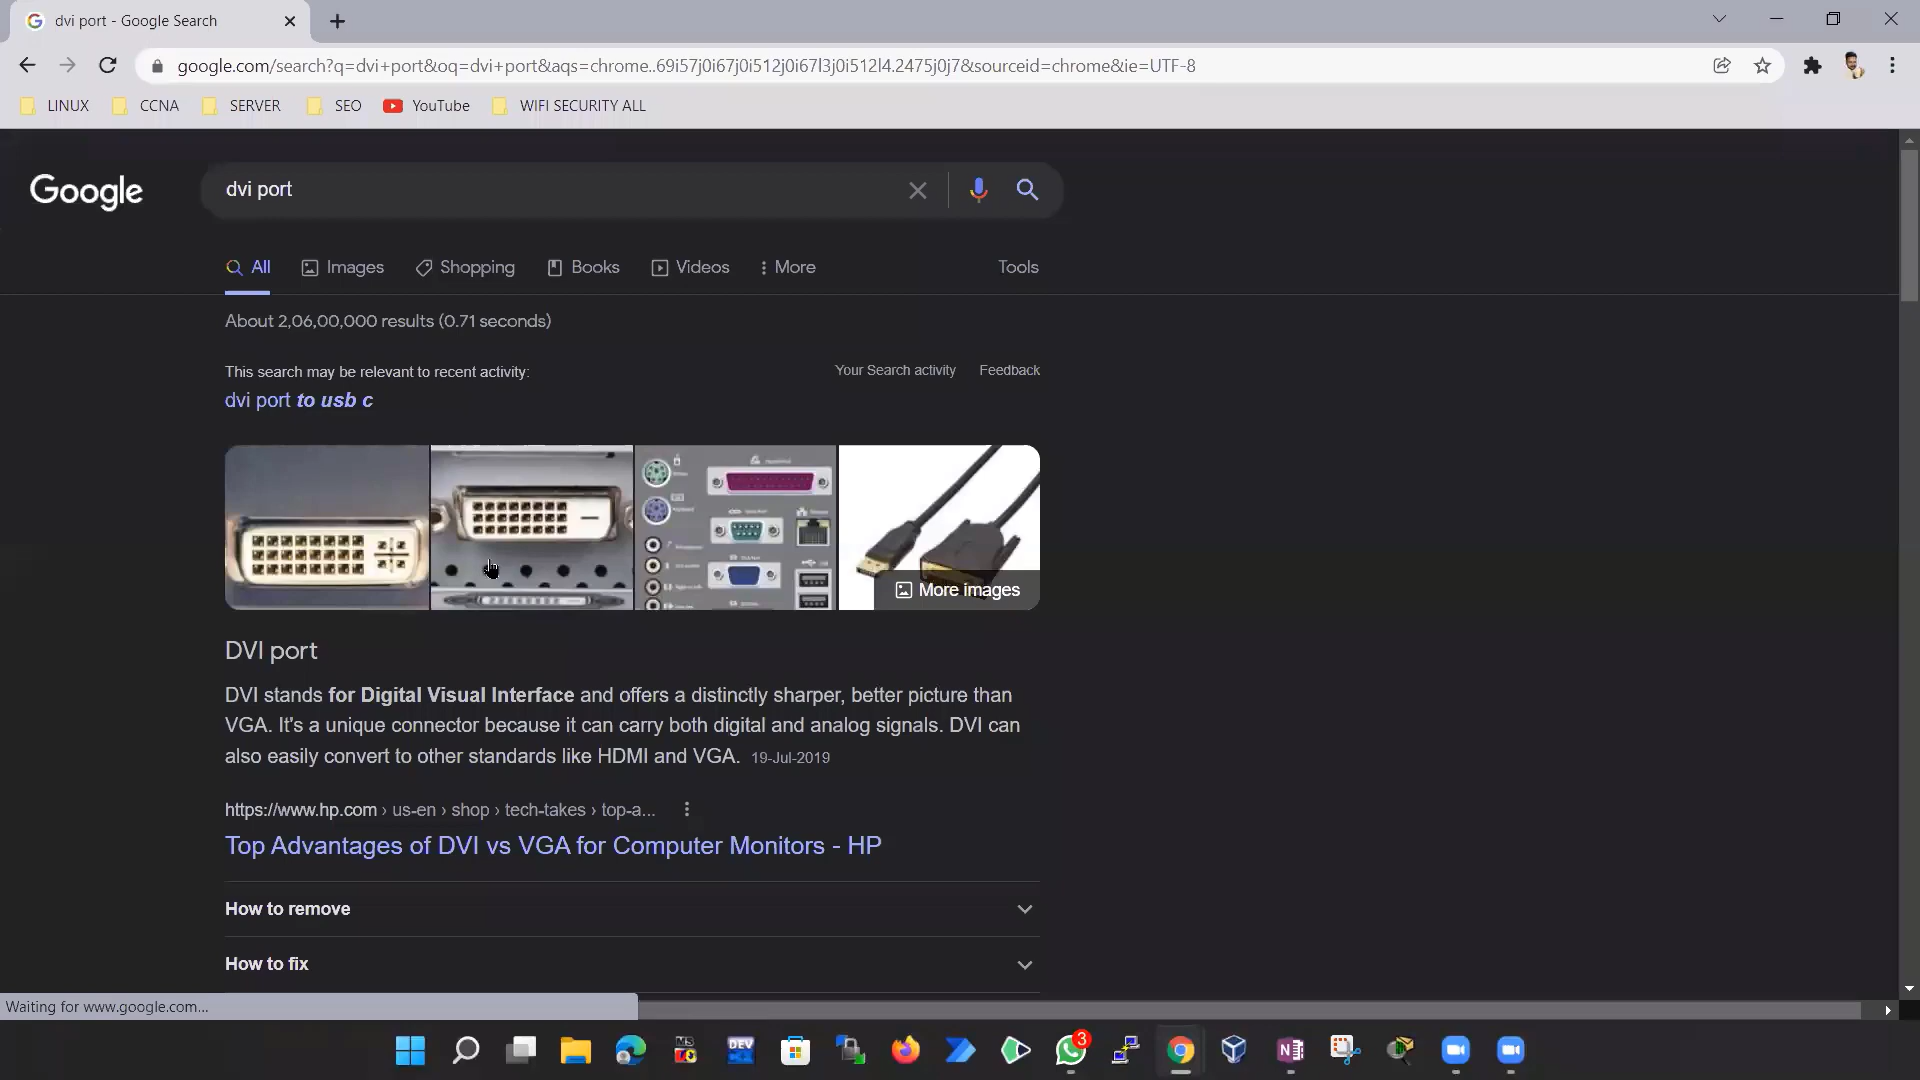 dvi port - Google Search
google.com/search?q=dvi+port&oq=dvi+port&aqs=chrome..69i57j0i67j0i512j0i67l3j0i512l4.2475j0j7&sourceid=chrome&ie=UTF-8
LINUX CCNA SERVER SEO YouTube WIFI SECURITY ALL
Google dvi port
All Images Shopping Books Videos More Tools
About 2,06,00,000 results (0.71 seconds)
This search may be relevant to recent activity: Your Search activity Feedback
dvi port to usb c
More images
DVI port
DVI stands for Digital Visual Interface and offers a distinctly sharper, better picture than
VGA. It's a unique connector because it can carry both digital and analog signals. DVI can
also easily convert to other standards like HDMI and VGA. 19-Jul-2019
https://www.hp.com › us-en › shop › tech-takes › top-a...
Top Advantages of DVI vs VGA for Computer Monitors - HP
How to remove
How to fix
Waiting for www.google.com...
DEV 3 N